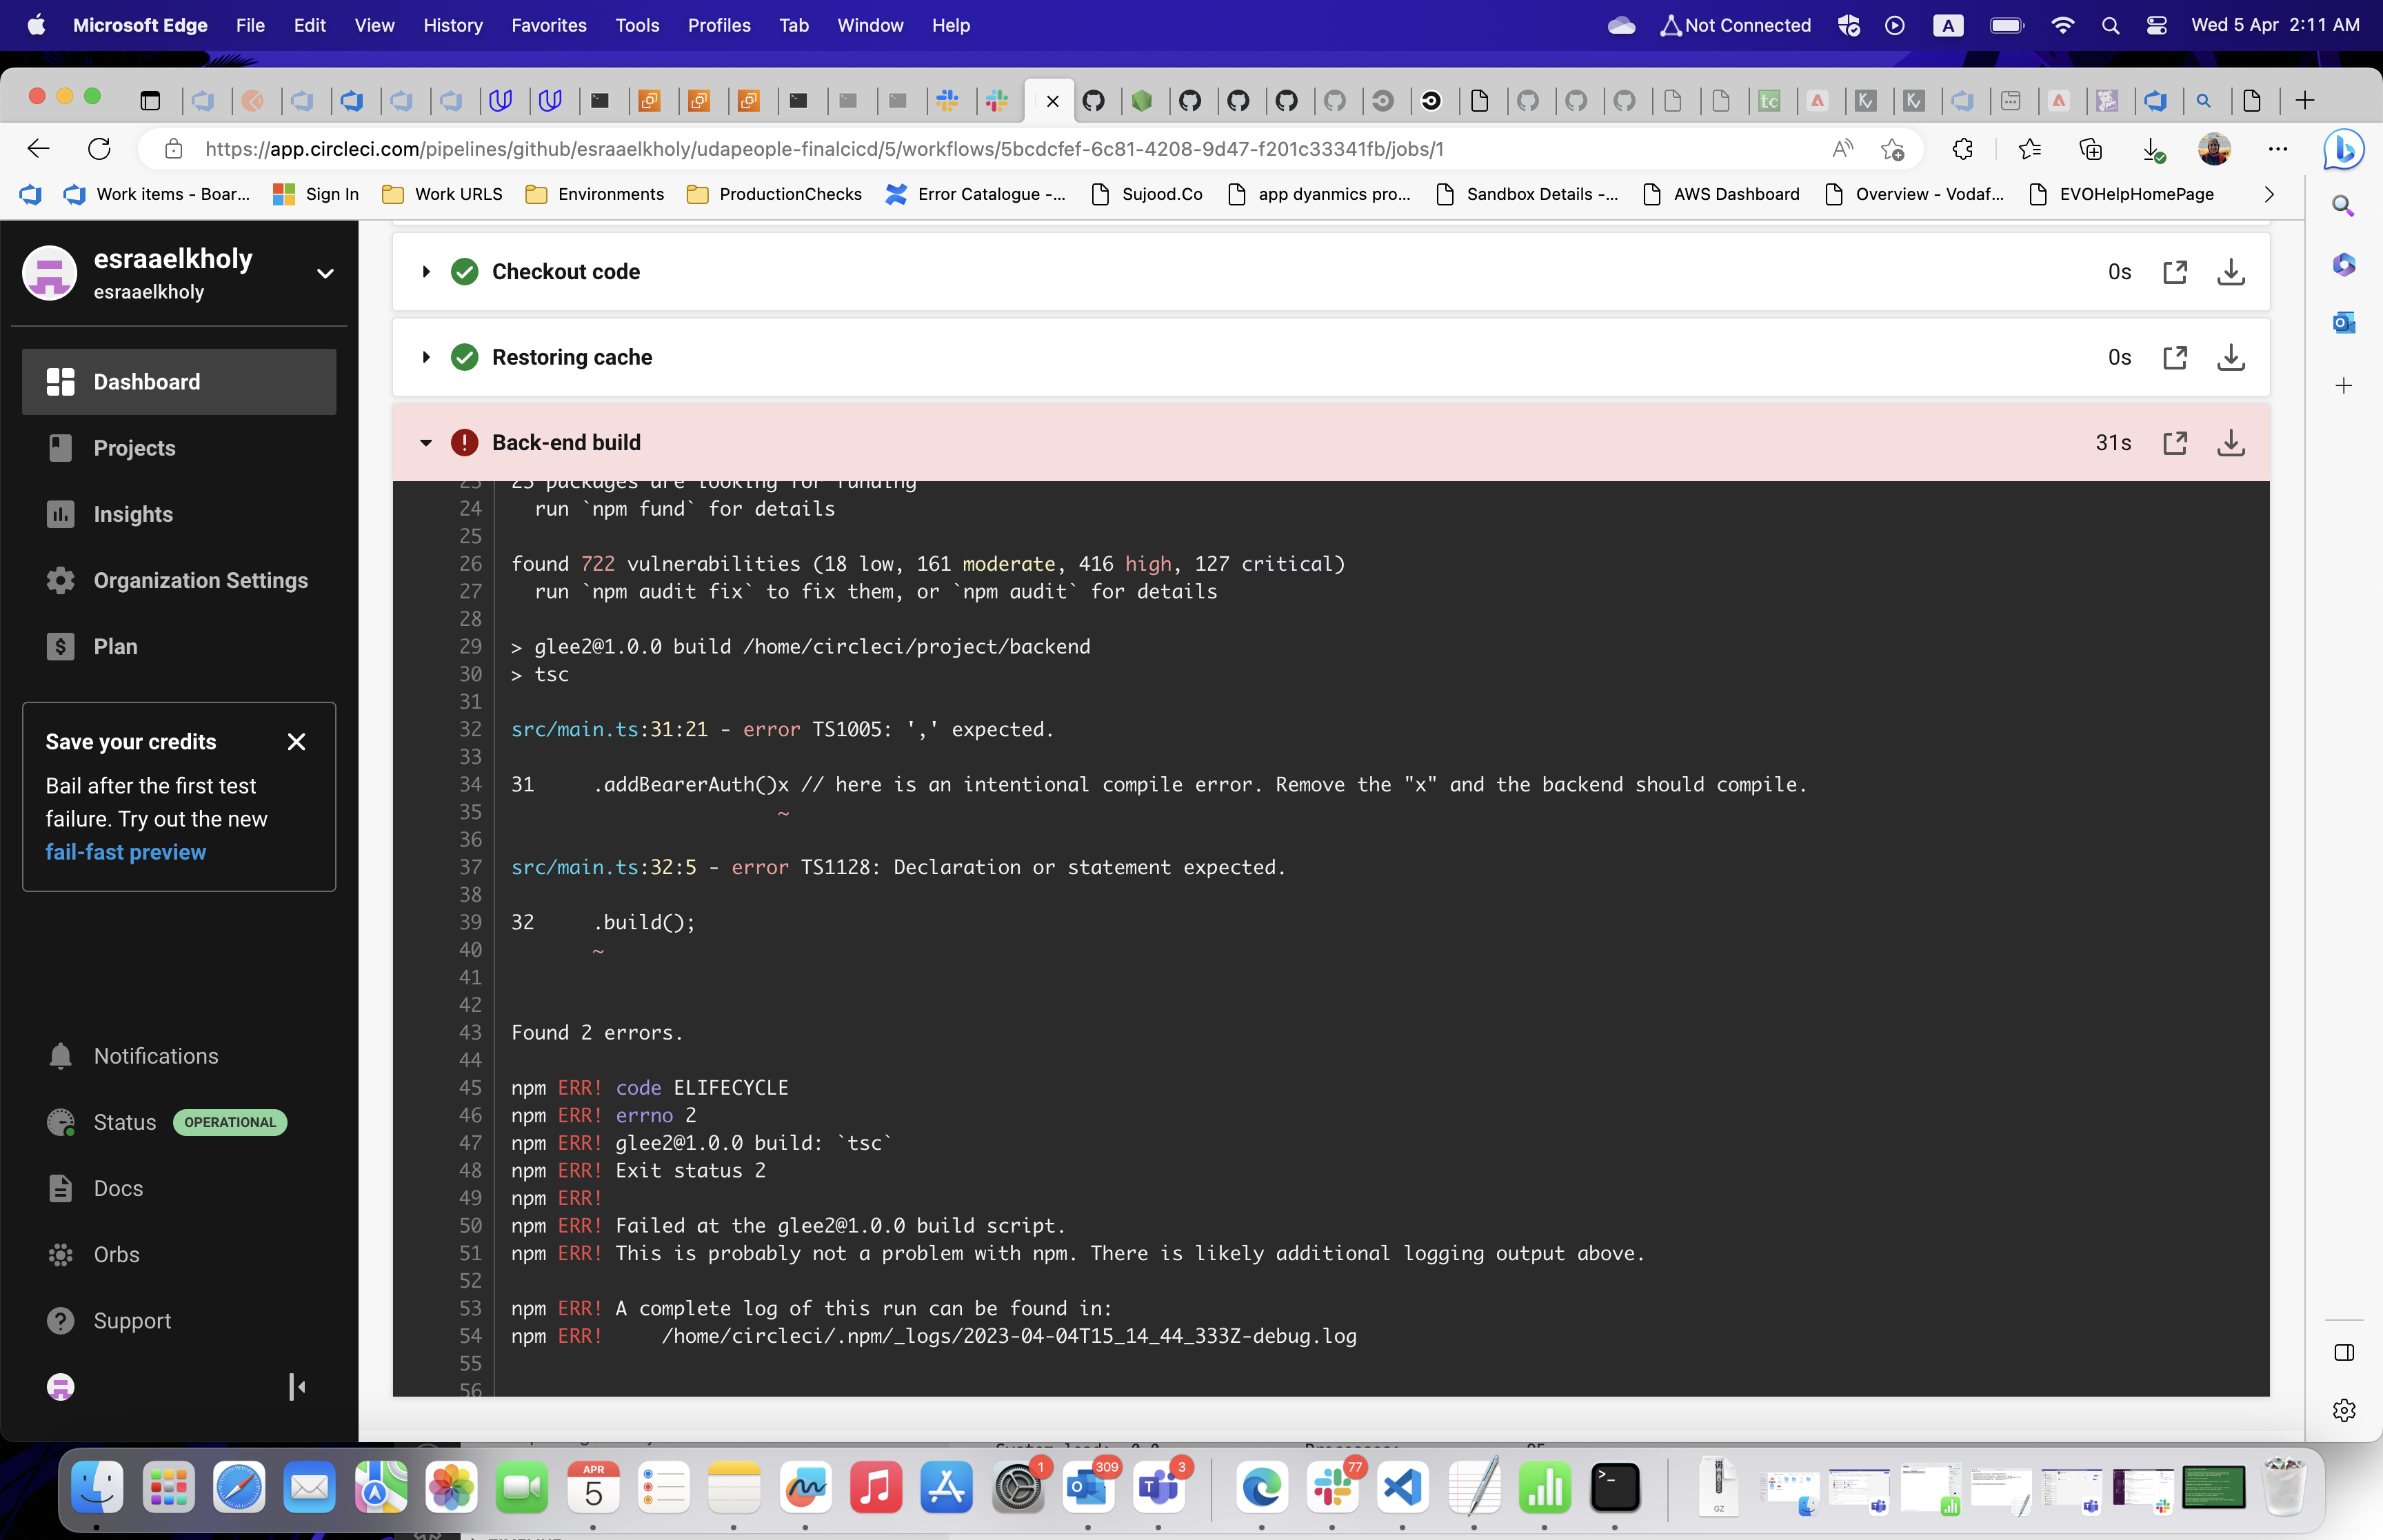 Microsoft Edge File Edit View History Favorites Tools Profiles Tab Window Help Not Connected A Wed 5 Apr 2:11 AM
https://app.circleci.com/pipelines/github/esraaelkholy/udapeople-finalcicd/5/workflows/5bcdcfef-6c81-4208-9d47-f201c33341fb/jobs/1
Work items - Boar... Sign In Work URLS Environments ProductionChecks Error Catalogue -... Sujood.Co app dyanmics pro... Sandbox Details -... AWS Dashboard Overview - Vodaf... EVOHelpHomePage
esraaelkholy
esraaelkholy
Dashboard
Projects
Insights
Organization Settings
Plan
Save your credits
Bail after the first test
failure. Try out the new
fail-fast preview
Notifications
Status OPERATIONAL
Docs
Orbs
Support
Checkout code 0s
Restoring cache 0s
Back-end build 31s
23 25 packages are looking for funding
24 run `npm fund` for details
25
26 found 722 vulnerabilities (18 low, 161 moderate, 416 high, 127 critical)
27 run `npm audit fix` to fix them, or `npm audit` for details
28
29 > glee2@1.0.0 build /home/circleci/project/backend
30 > tsc
31
32 src/main.ts:31:21 - error TS1005: ',' expected.
33
34 31 .addBearerAuth()x // here is an intentional compile error. Remove the "x" and the backend should compile.
35 ~
36
37 src/main.ts:32:5 - error TS1128: Declaration or statement expected.
38
39 32 .build();
40 ~
41
42
43 Found 2 errors.
44
45 npm ERR! code ELIFECYCLE
46 npm ERR! errno 2
47 npm ERR! glee2@1.0.0 build: `tsc`
48 npm ERR! Exit status 2
49 npm ERR!
50 npm ERR! Failed at the glee2@1.0.0 build script.
51 npm ERR! This is probably not a problem with npm. There is likely additional logging output above.
52
53 npm ERR! A complete log of this run can be found in:
54 npm ERR! /home/circleci/.npm/_logs/2023-04-04T15_14_44_333Z-debug.log
55
56
APR
5
1
309
3
77
GZ